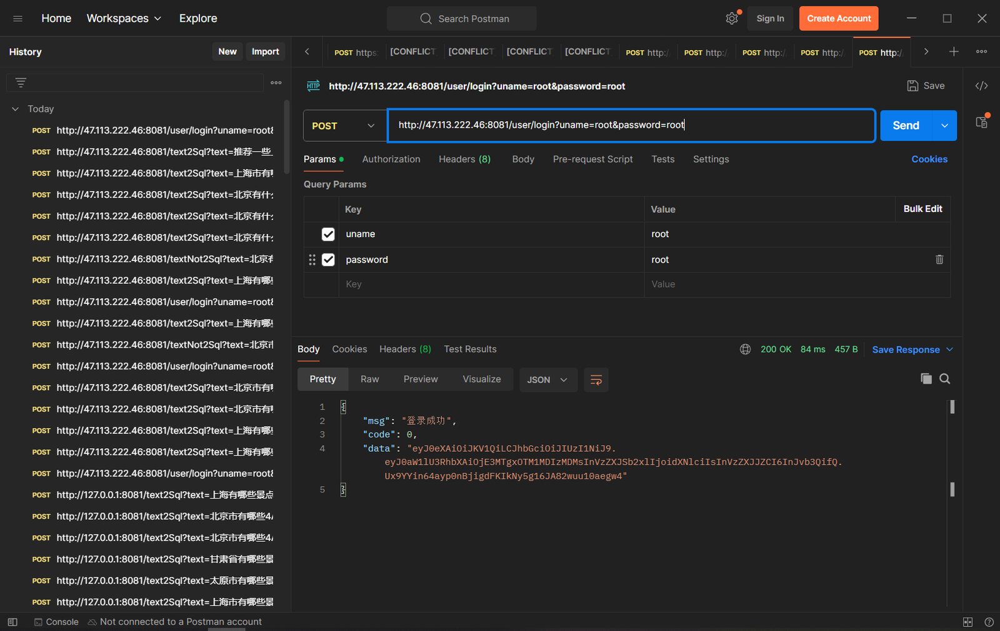 Home
Workspaces
Explore
Search Postman
Sign In
Create Account
History
New
Import
POST https:
[CONFLICT
[CONFLICT
[CONFLICT
[CONFLICT
POST http:/
POST http:/
POST http:/
POST http:/
POST http:/
http://47.113.222.46:8081/user/login?uname=root&password=root
Save
Today
POST http://47.113.222.46:8081/user/login?uname=root&
POST http://47.113.222.46:8081/text2Sql?text=推荐一些_
POST http://47.113.222.46:8081/text2Sql?text=上海市有哪
POST http://47.113.222.46:8081/text2Sql?text=北京有什么
POST http://47.113.222.46:8081/text2Sql?text=北京有什么
POST http://47.113.222.46:8081/text2Sql?text=北京有什么
POST http://47.113.222.46:8081/textNot2Sql?text=北京有
POST http://47.113.222.46:8081/text2Sql?text=上海有哪些
POST http://47.113.222.46:8081/user/login?uname=root&
POST http://47.113.222.46:8081/text2Sql?text=上海有哪些
POST http://47.113.222.46:8081/textNot2Sql?text=北京市
POST http://47.113.222.46:8081/user/login?uname=root&
POST http://47.113.222.46:8081/text2Sql?text=北京市有哪
POST http://47.113.222.46:8081/text2Sql?text=北京市有哪
POST http://47.113.222.46:8081/text2Sql?text=上海有哪些
POST http://47.113.222.46:8081/text2Sql?text=上海有哪些
POST http://47.113.222.46:8081/user/login?uname=root&
POST http://127.0.0.1:8081/text2Sql?text=上海有哪些景点
POST http://127.0.0.1:8081/text2Sql?text=北京市有哪些4A
POST http://127.0.0.1:8081/text2Sql?text=北京市有哪些4A
POST http://127.0.0.1:8081/text2Sql?text=甘肃省有哪些景
POST http://127.0.0.1:8081/text2Sql?text=太原市有哪些景
POST http://127.0.0.1:8081/text2Sql?text=上海市有哪些景
POST
http://47.113.222.46:8081/user/login?uname=root&password=root
Send
Params
Authorization
Headers (8)
Body
Pre-request Script
Tests
Settings
Cookies
Query Params
Key
Value
Bulk Edit
uname
root
password
root
Key
Value
Body
Cookies
Headers (8)
Test Results
200 OK
84 ms
457 B
Save Response
Pretty
Raw
Preview
Visualize
JSON
1 {
2 "msg": "登录成功",
3 "code": 0,
4 "data": "eyJ0eXAiOiJKV1QiLCJhbGciOiJIUzI1NiJ9.
eyJ0aW1lU3RhbXAiOjE3MTgxOTM1MDIzMDMsInVzZXJSb2xlIjoidXNlciIsInVzZXJJZCI6InJvb3QifQ.
Ux9YYin64ayp0nBjigdFKIkNy5g16JA82wuu10aegw4"
5 }
Console
Not connected to a Postman account